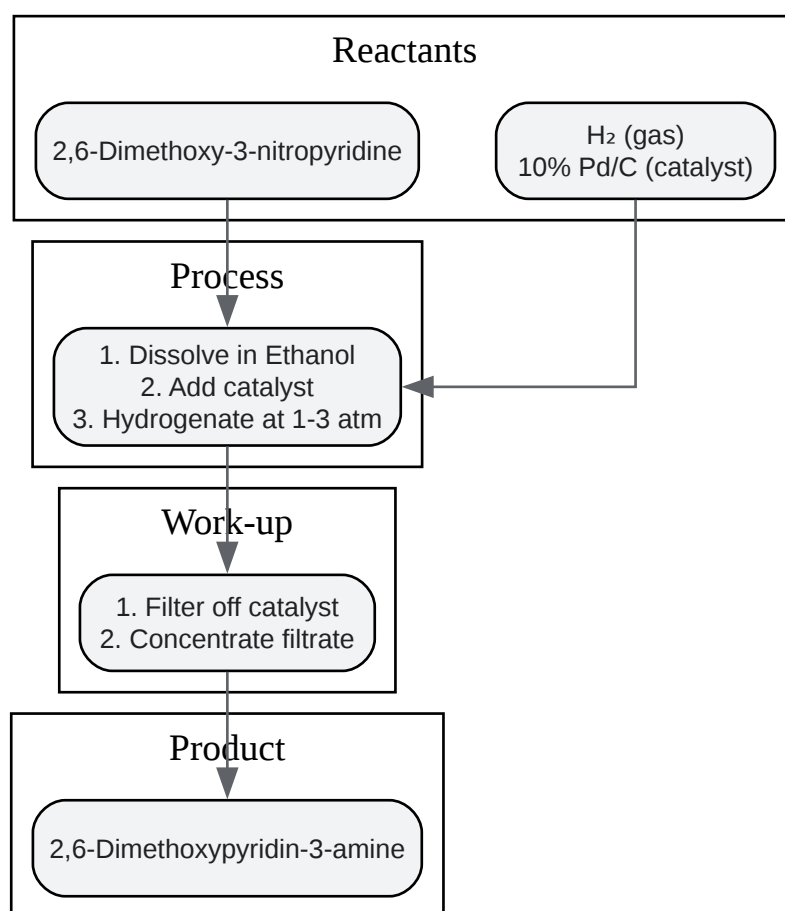 Reactants
2,6-Dimethoxy-3-nitropyridine
H₂ (gas)
10% Pd/C (catalyst)
Process
1. Dissolve in Ethanol
2. Add catalyst
3. Hydrogenate at 1-3 atm
Work-up
1. Filter off catalyst
2. Concentrate filtrate
Product
2,6-Dimethoxypyridin-3-amine